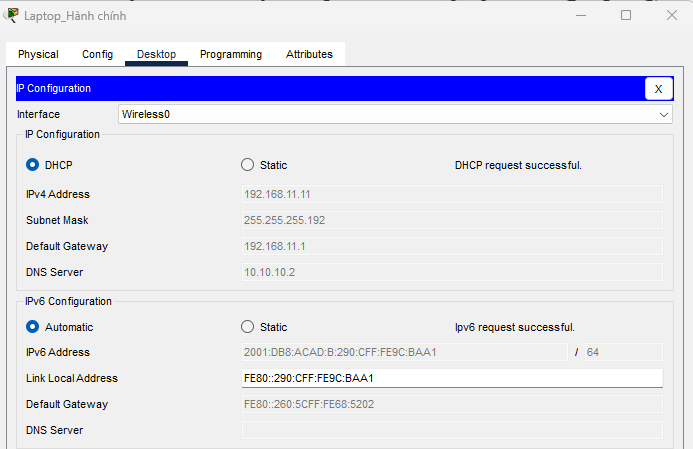 Laptop_Hành chính
Physical Config Desktop Programming Attributes
IP Configuration X
Interface Wireless0
IP Configuration
DHCP Static DHCP request successful.
IPv4 Address 192.168.11.11
Subnet Mask 255.255.255.192
Default Gateway 192.168.11.1
DNS Server 10.10.10.2
IPv6 Configuration
Automatic Static Ipv6 request successful.
IPv6 Address 2001:DB8:ACAD:B:290:CFF:FE9C:BAA1 / 64
Link Local Address FE80::290:CFF:FE9C:BAA1
Default Gateway FE80::260:5CFF:FE68:5202
DNS Server